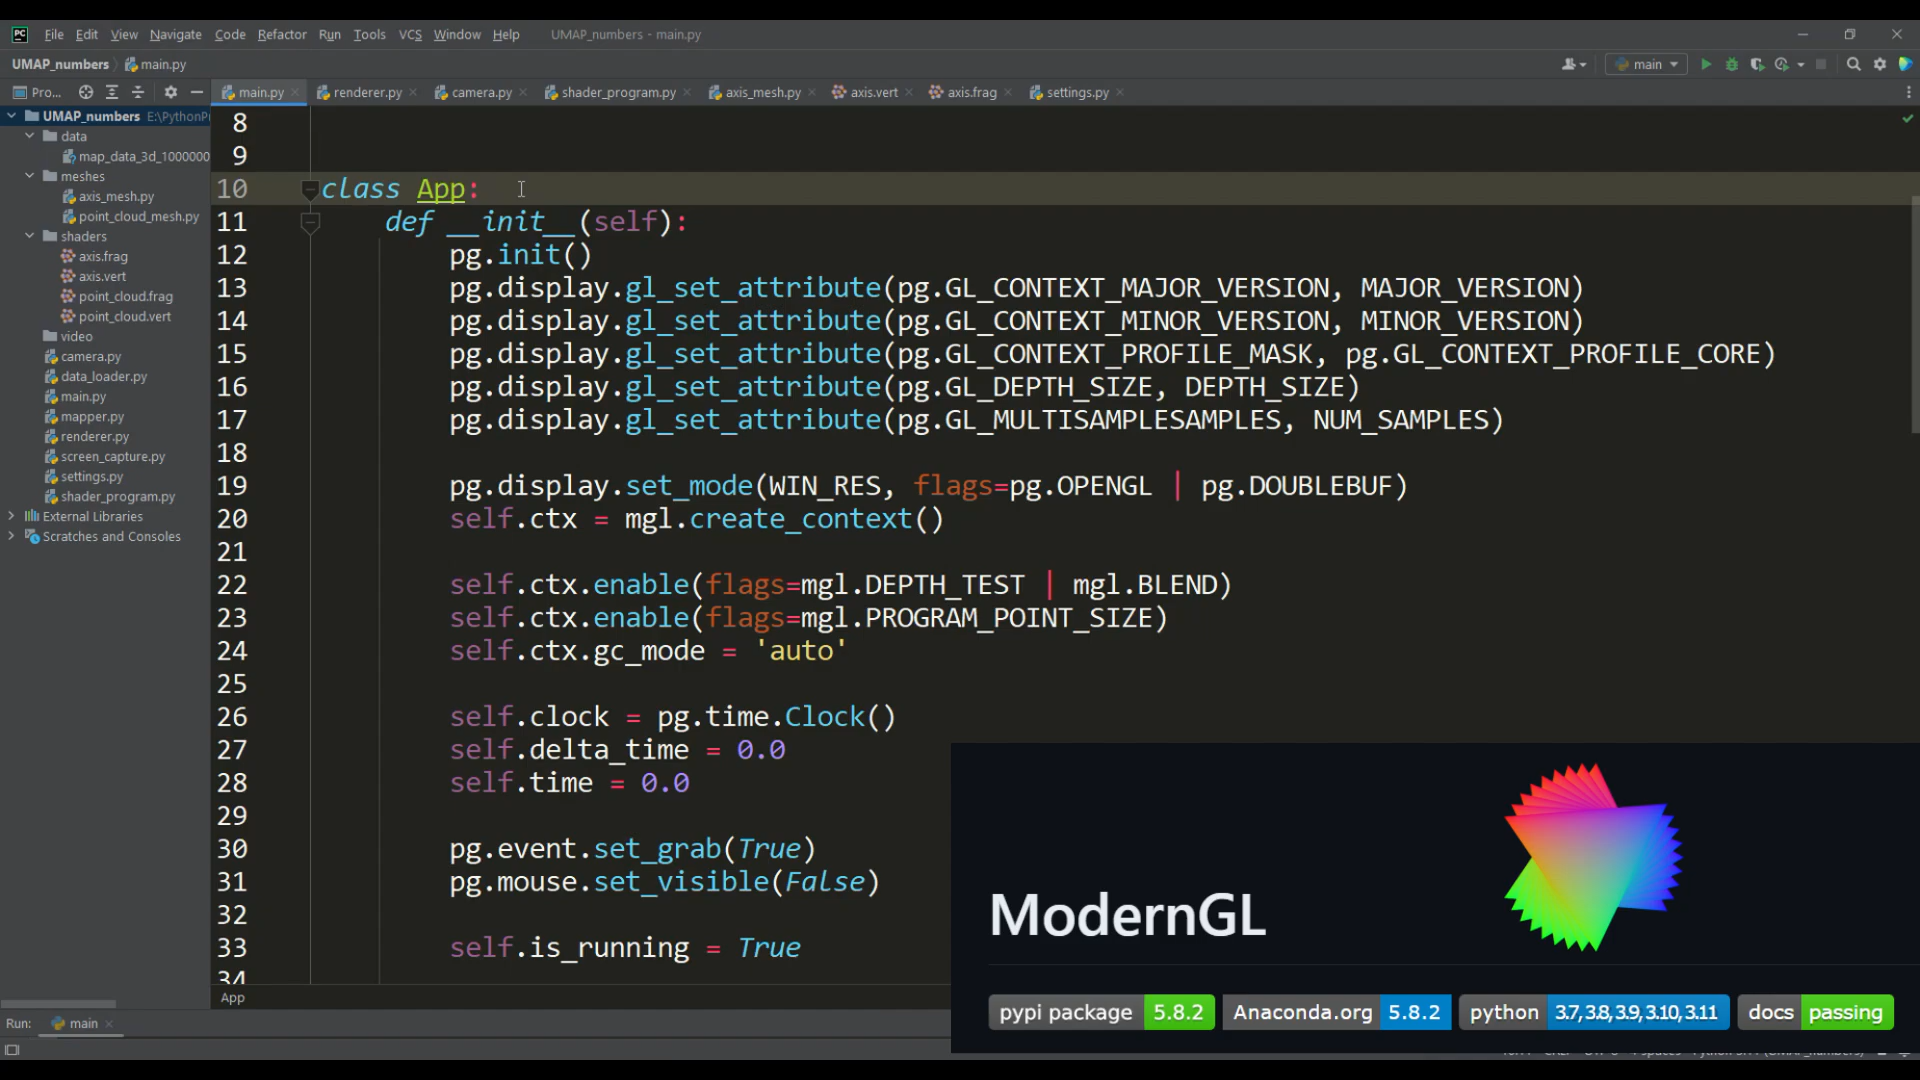 PC File Edit View Navigate Code Refactor Run Tools VCS Window Help UMAP_numbers - main.py
UMAP_numbers main.py main
Pro... main.py renderer.py camera.py shader_program.py axis_mesh.py axis.vert axis.frag settings.py
UMAP_numbers E:\PythonPr
data
map_data_3d_1000000
meshes
axis_mesh.py
point_cloud_mesh.py
shaders
axis.frag
axis.vert
point_cloud.frag
point_cloud.vert
video
camera.py
data_loader.py
main.py
mapper.py
renderer.py
screen_capture.py
settings.py
shader_program.py
External Libraries
Scratches and Consoles
8
9
10 class App:
11 def __init__(self):
12 pg.init()
13 pg.display.gl_set_attribute(pg.GL_CONTEXT_MAJOR_VERSION, MAJOR_VERSION)
14 pg.display.gl_set_attribute(pg.GL_CONTEXT_MINOR_VERSION, MINOR_VERSION)
15 pg.display.gl_set_attribute(pg.GL_CONTEXT_PROFILE_MASK, pg.GL_CONTEXT_PROFILE_CORE)
16 pg.display.gl_set_attribute(pg.GL_DEPTH_SIZE, DEPTH_SIZE)
17 pg.display.gl_set_attribute(pg.GL_MULTISAMPLESAMPLES, NUM_SAMPLES)
18
19 pg.display.set_mode(WIN_RES, flags=pg.OPENGL | pg.DOUBLEBUF)
20 self.ctx = mgl.create_context()
21
22 self.ctx.enable(flags=mgl.DEPTH_TEST | mgl.BLEND)
23 self.ctx.enable(flags=mgl.PROGRAM_POINT_SIZE)
24 self.ctx.gc_mode = 'auto'
25
26 self.clock = pg.time.Clock()
27 self.delta_time = 0.0
28 self.time = 0.0
29
30 pg.event.set_grab(True)
31 pg.mouse.set_visible(False)
32
33 self.is_running = True
34
App
Run: main
ModernGL
pypi package 5.8.2 Anaconda.org 5.8.2 python 3.7, 3.8, 3.9, 3.10, 3.11 docs passing